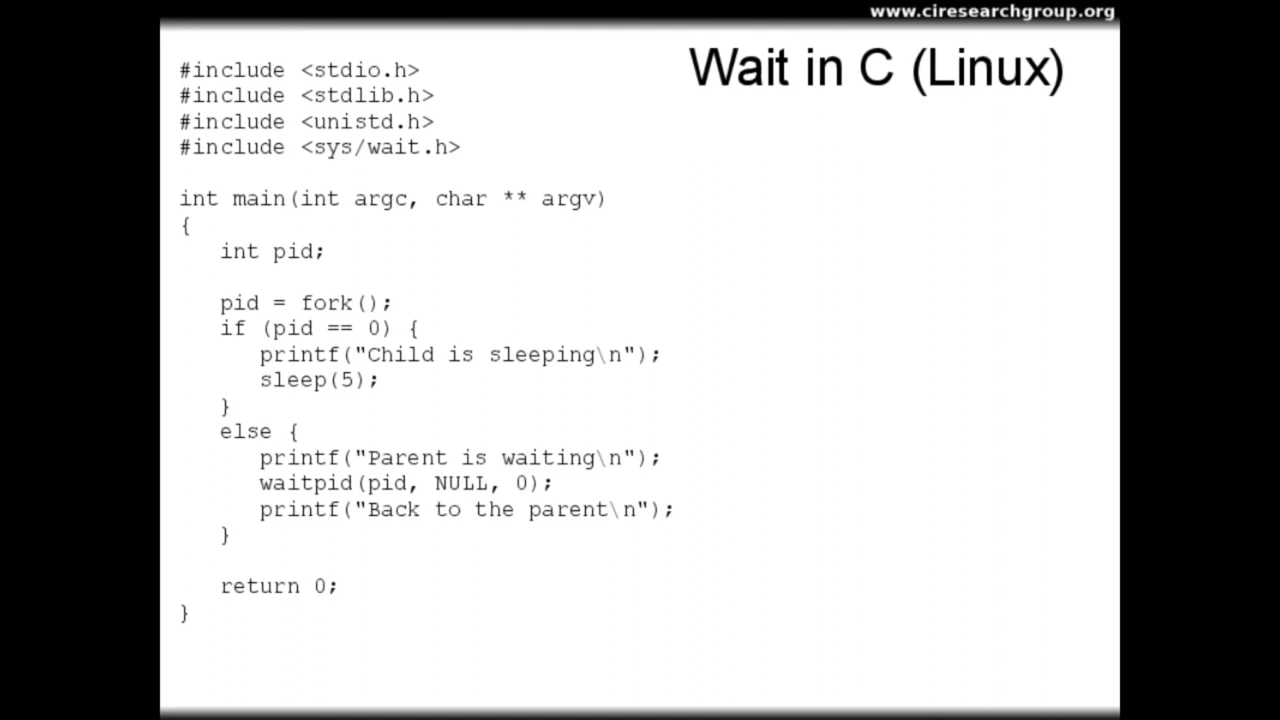 www.ciresearchgroup.org
Wait in C (Linux)
#include <stdio.h>
#include <stdlib.h>
#include <unistd.h>
#include <sys/wait.h>
int main(int argc, char ** argv)
{
int pid;
pid = fork();
if (pid == 0) {
printf("Child is sleeping\n");
sleep(5);
}
else {
printf("Parent is waiting\n");
waitpid(pid, NULL, 0);
printf("Back to the parent\n");
}
return 0;
}